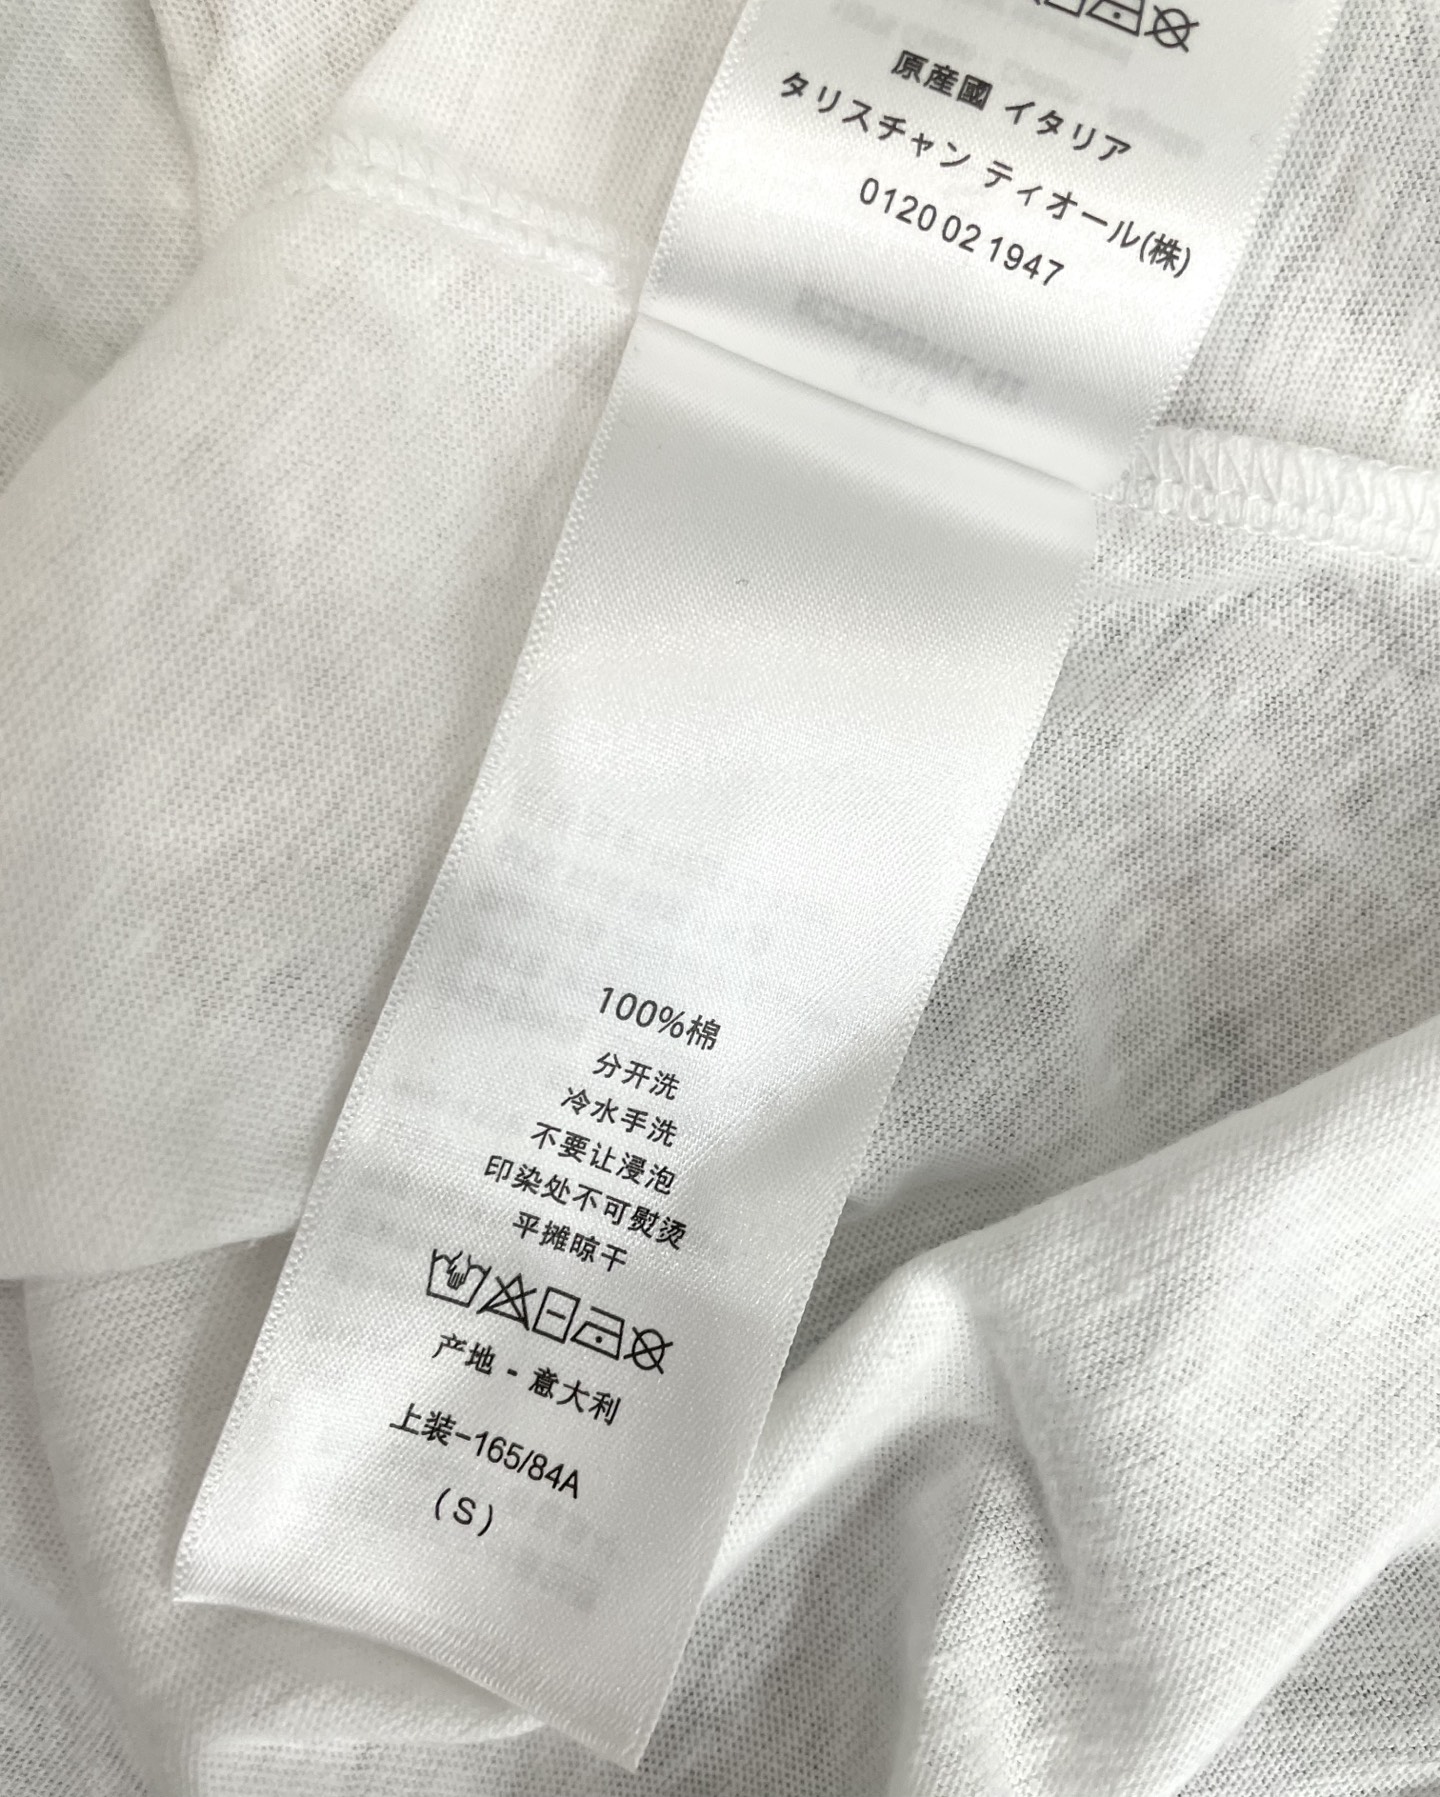 原産國 イタリア
タリスチャン ティオール(株)
0120 02 1947
100%棉
分开洗
冷水手洗
不要让浸泡
印染处不可熨烫
平摊晾干
产地 - 意大利
上装-165/84A
(S)